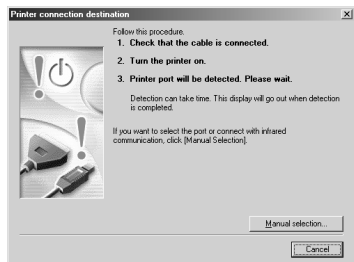 Printer connection destination
Follow this procedure.
1. Check that the cable is connected.
2. Turn the printer on.
3. Printer port will be detected. Please wait.
Detection can take time. This display will go out when detection
is completed.
If you want to select the port or connect with infrared
communication, click [Manual Selection].
Manual selection...
Cancel